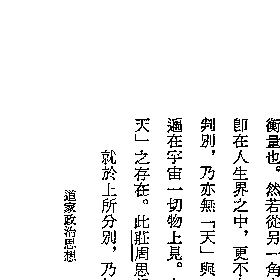 衡量也。然若從另一角
即在人生界之中，更不
判別，乃亦無「天」與
遍在宇宙一切物上見。
天」之存在。此莊周思
就於上所分別，乃
道家政治思想